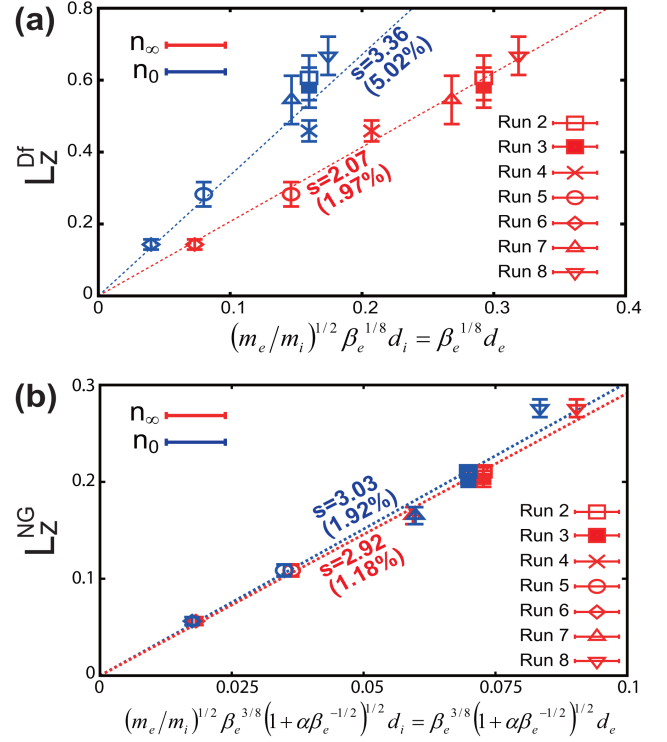 (a)
n∞
n0
s=3.36
(5.02%)
s=2.07
(1.97%)
Run 2
Run 3
Run 4
Run 5
Run 6
Run 7
Run 8
0.6
0.4
0.2
0
L_Z^Df
0 0.1 0.2 0.3 0.4
(m_e/m_i)^{1/2} β_e^{1/8} d_i = β_e^{1/8} d_e
(b)
n∞
n0
s=3.03
(1.92%)
s=2.92
(1.18%)
Run 2
Run 3
Run 4
Run 5
Run 6
Run 7
Run 8
0.3
0.2
0.1
0
L_Z^NG
0 0.025 0.05 0.075 0.1
(m_e/m_i)^{1/2} β_e^{3/8} (1+αβ_e^{-1/2})^{1/2} d_i = β_e^{3/8} (1+αβ_e^{-1/2})^{1/2} d_e